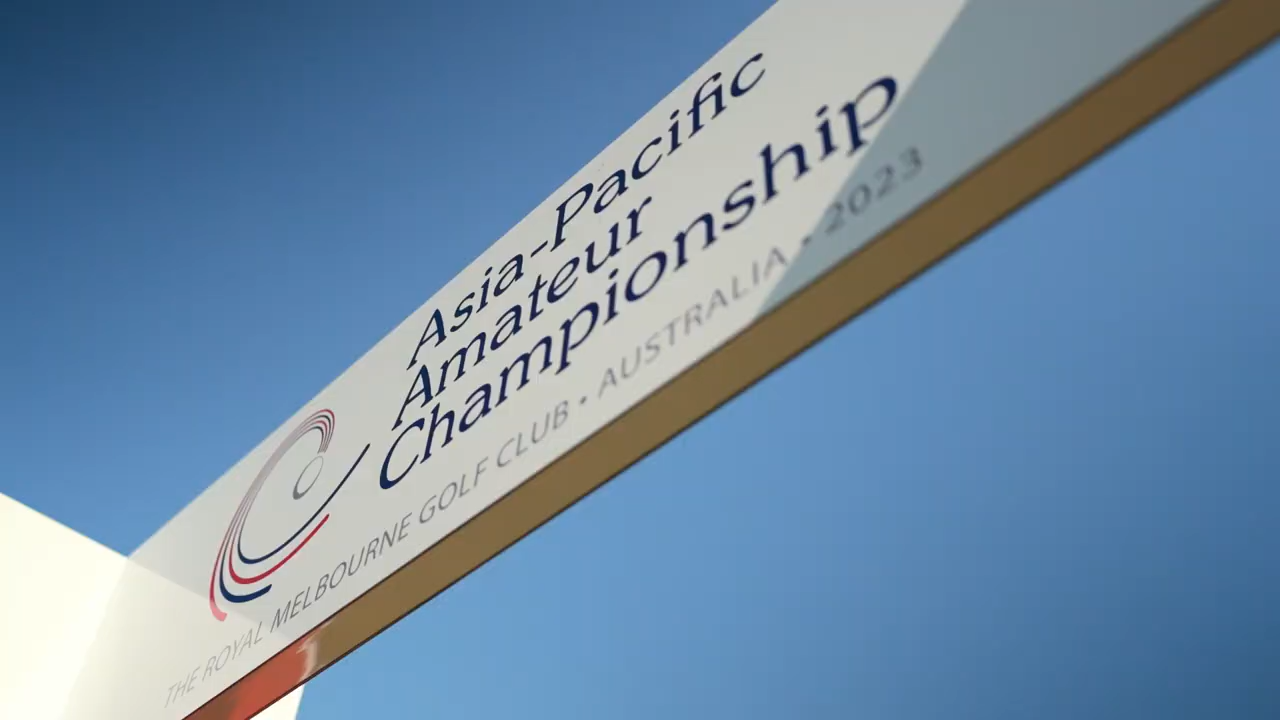 Asia-Pacific
Amateur
Championship
THE ROYAL MELBOURNE GOLF CLUB • AUSTRALIA • 2023